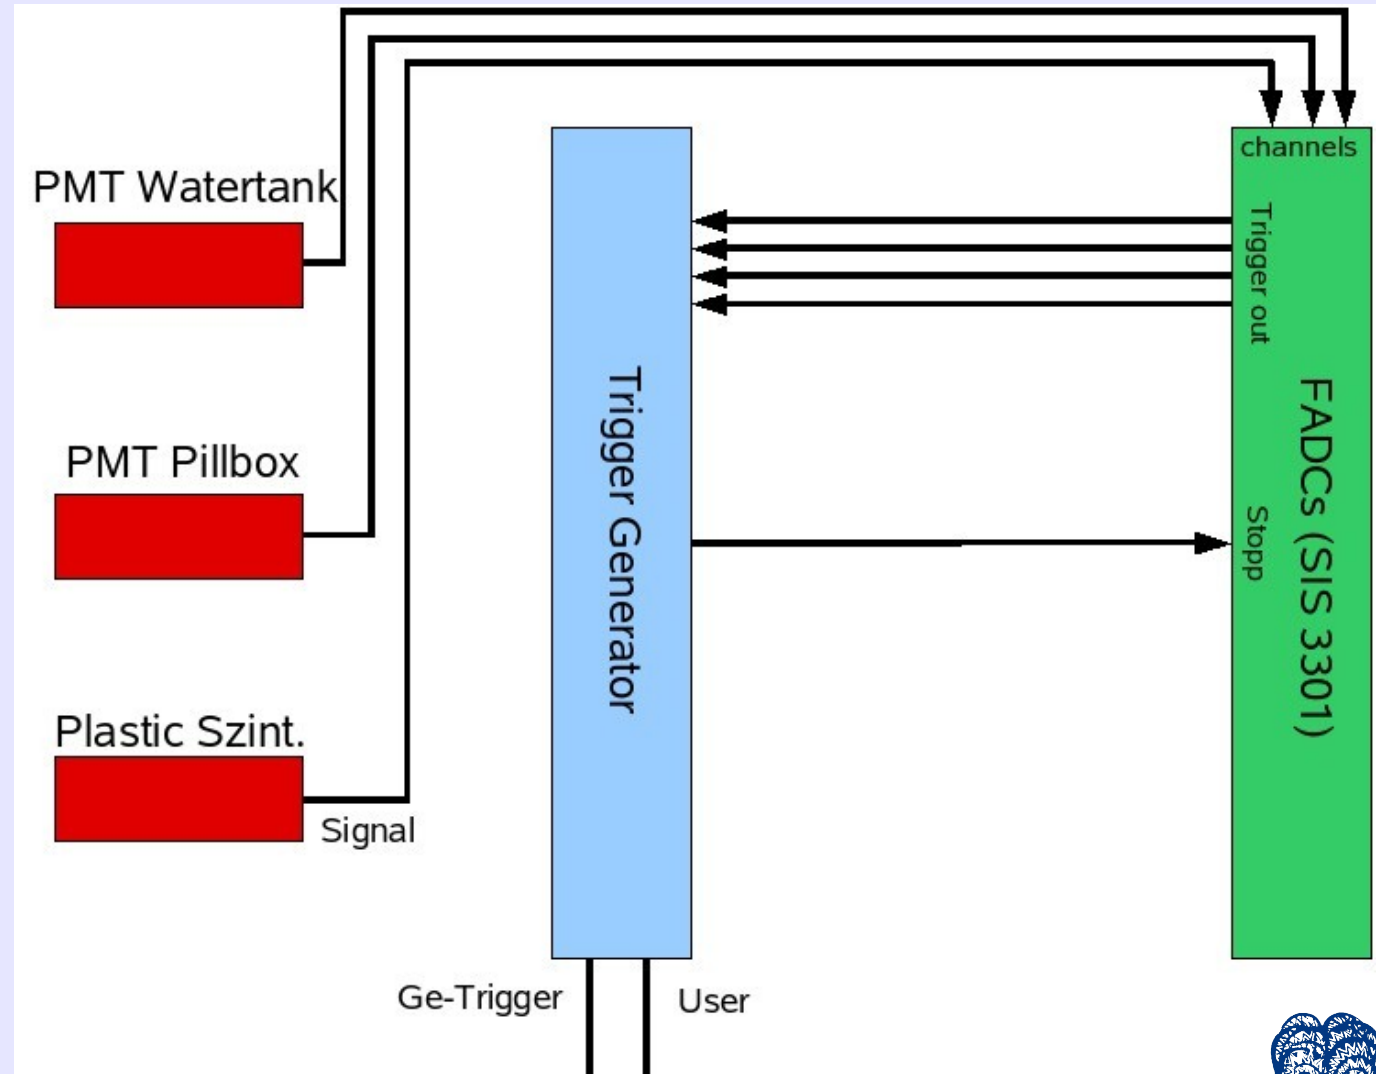 channels
PMT Watertank
Trigger out
Trigger Generator
FADCs (SIS 3301)
PMT Pillbox
Stopp
Plastic Szint.
Signal
Ge-Trigger
User